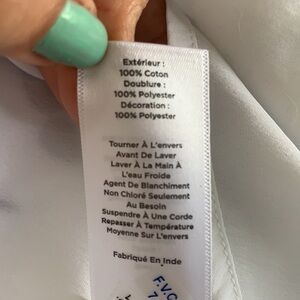 Extérieur :
100% Coton
Doublure :
100% Polyester
Décoration :
100% Polyester
Tourner À L'envers
Avant De Laver
Laver À La Main À
L'eau Froide
Agent De Blanchiment
Non Chloré Seulement
Au Besoin
Suspendre À Une Corde
Repasser À Température
Moyenne Sur L'envers
Fabriqué En Inde
F.V.C
7